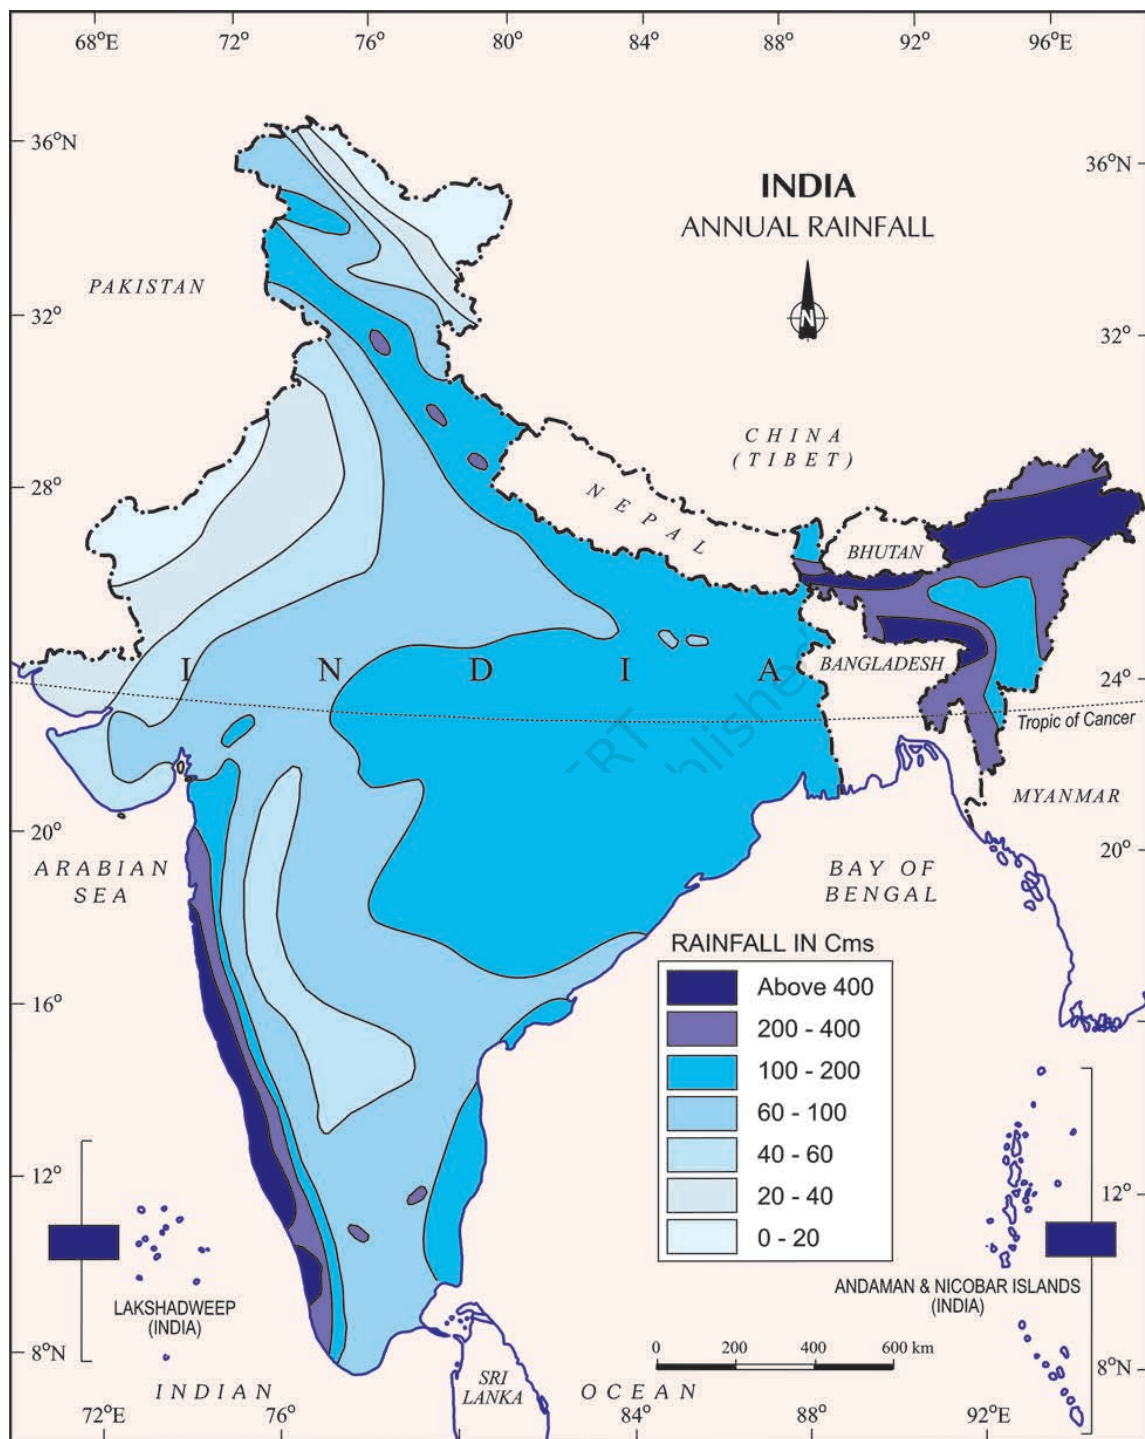 68°E 72° 76° 80° 84° 88° 92° 96°E
36°N
36°N
INDIA
ANNUAL RAINFALL
N
PAKISTAN
32°
32°
CHINA
(TIBET)
28°
NEPAL
BHUTAN
INDIA
BANGLADESH
24°
Tropic of Cancer
MYANMAR
20°
20°
ARABIAN
SEA
BAY OF
BENGAL
RAINFALL IN Cms
Above 400
200 - 400
100 - 200
60 - 100
40 - 60
20 - 40
0 - 20
16°
12°
12°
LAKSHADWEEP
(INDIA)
ANDAMAN & NICOBAR ISLANDS
(INDIA)
0 200 400 600 km
8°N
8°N
SRI
LANKA
INDIAN OCEAN
72°E 76° 84° 88° 92°E